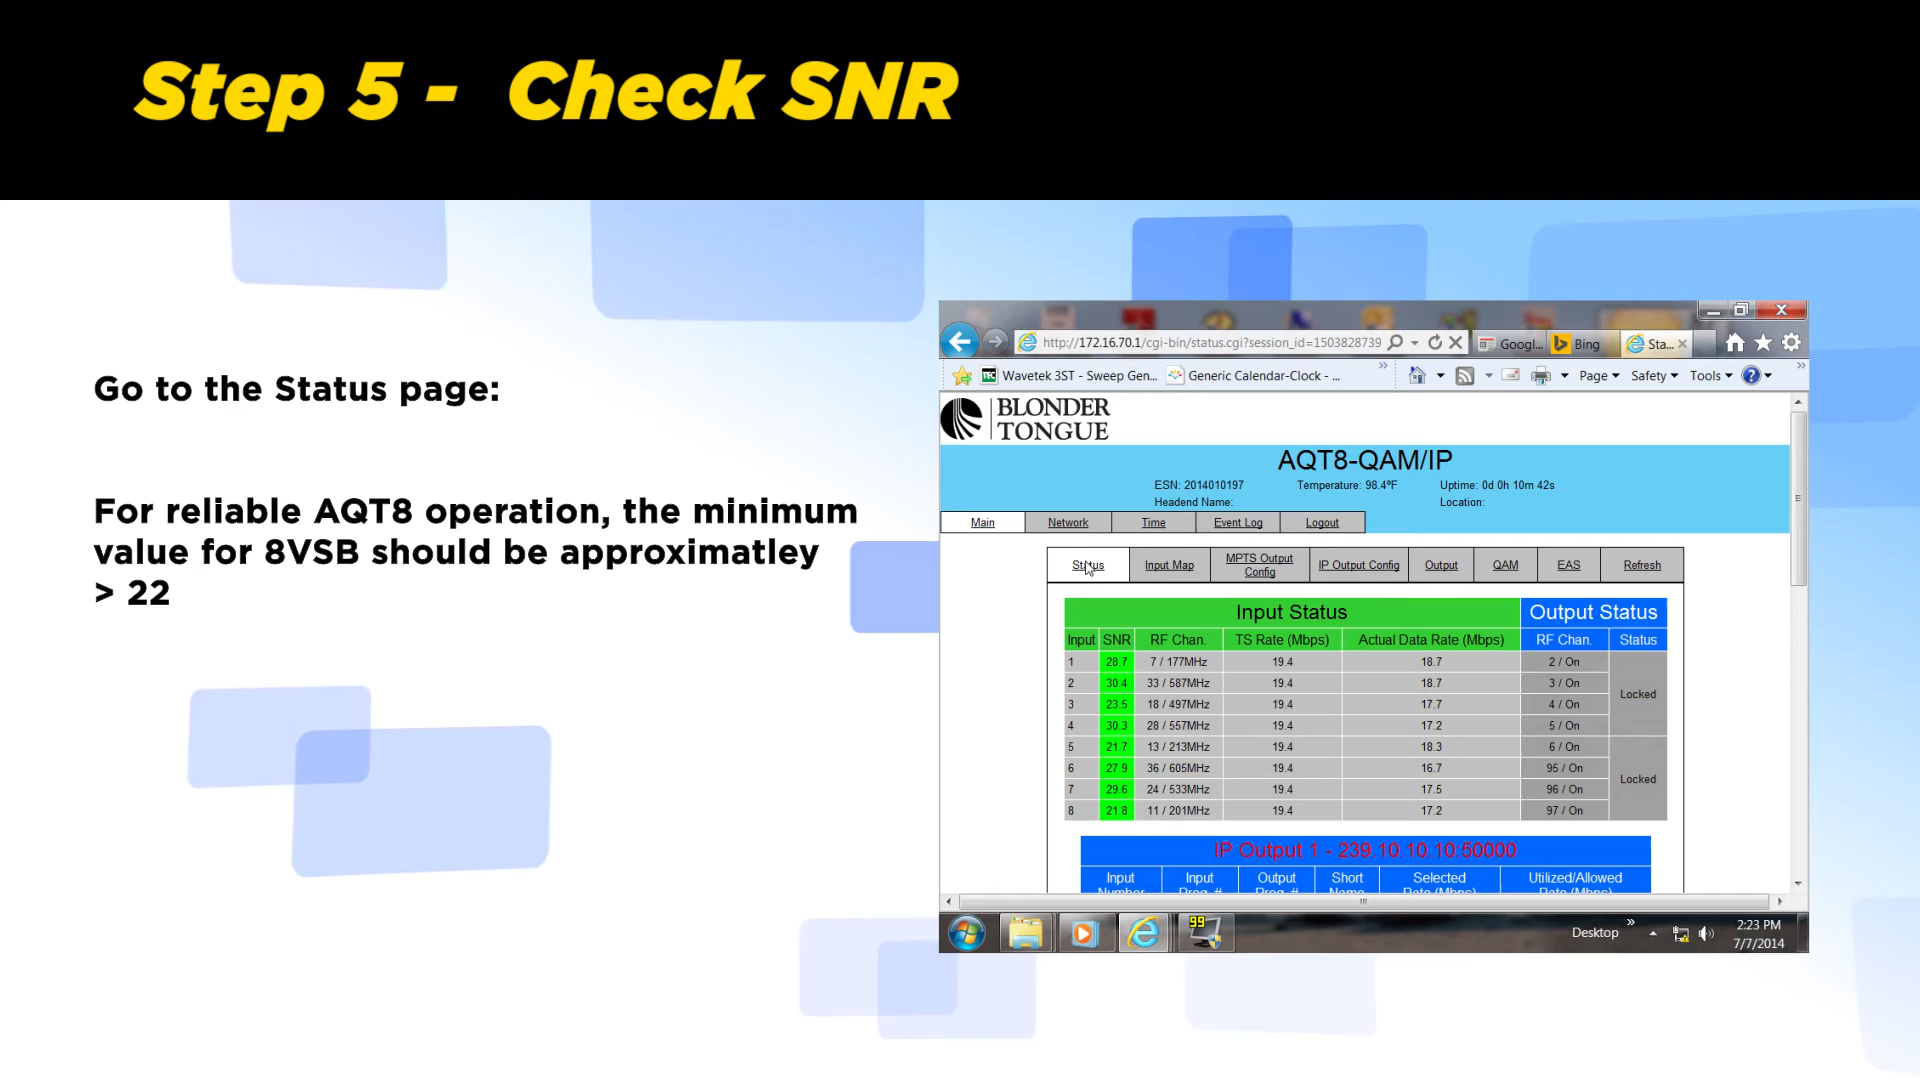 Step 5 - Check SNR
Go to the Status page:
For reliable AQT8 operation, the minimum
value for 8VSB should be approximatley
> 22
http://172.16.70.1/cgi-bin/status.cgi?session_id=1503828739
Googl... Bing Sta...
Wavetek 3ST - Sweep Gen... Generic Calendar-Clock - ... Page Safety Tools
BLONDER
TONGUE
AQT8-QAM/IP
ESN: 2014010197 Temperature: 98.4ºF Uptime: 0d 0h 10m 42s
Headend Name: Location:
Main Network Time Event Log Logout
Status Input Map MPTS Output Config IP Output Config Output QAM EAS Refresh
Input Status Output Status
Input SNR RF Chan. TS Rate (Mbps) Actual Data Rate (Mbps) RF Chan. Status
1 28.7 7 / 177MHz 19.4 18.7 2 / On
2 30.4 33 / 587MHz 19.4 18.7 3 / On
Locked
3 23.5 18 / 497MHz 19.4 17.7 4 / On
4 30.3 28 / 557MHz 19.4 17.2 5 / On
5 21.7 13 / 213MHz 19.4 18.3 6 / On
6 27.9 36 / 605MHz 19.4 16.7 95 / On
Locked
7 29.6 24 / 533MHz 19.4 17.5 96 / On
8 21.8 11 / 201MHz 19.4 17.2 97 / On
IP Output 1 - 239.10.10.10:50000
Input Input Output Short Selected Utilized/Allowed
Number Prog. # Prog. # Name Rate (Mbps) Rate (Mbps)
99
Desktop 2:23 PM
7/7/2014